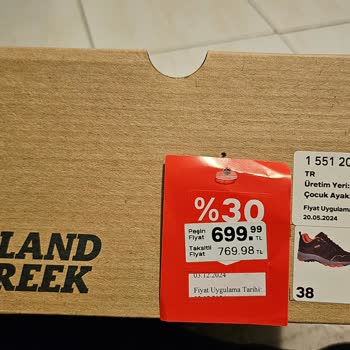 LAND
REEK
%30
Peşin
Fiyat 699.99 TL
Taksitli
Fiyat 769.98 TL
03.12.2024
Fiyat Uygulama Tarihi:
1 551 20
TR
Üretim Yeri:
Çocuk Ayak
Fiyat Uygulama
20.05.2024
38